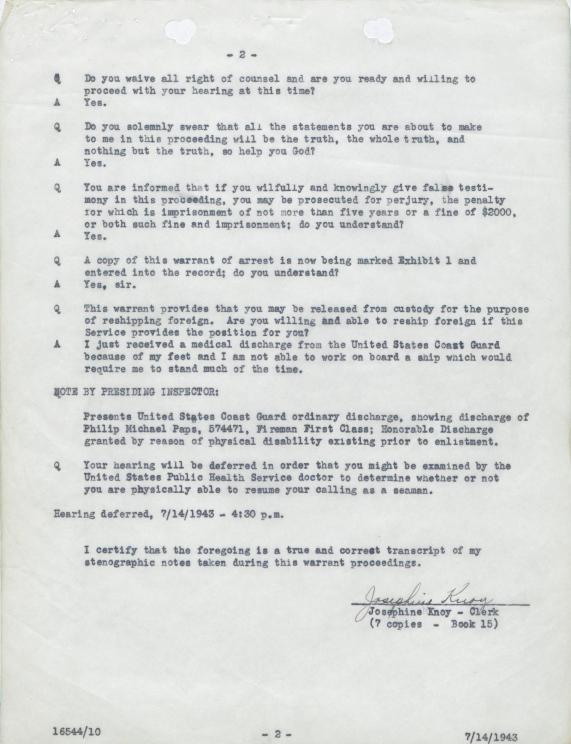 - 2 -
Q Do you waive all right of counsel and are you ready and willing to
proceed with your hearing at this time?
A Yes.
Q Do you solemnly swear that all the statements you are about to make
to me in this proceeding will be the truth, the whole truth, and
nothing but the truth, so help you God?
A Yes.
Q You are informed that if you wilfully and knowingly give false testi-
mony in this proceeding, you may be prosecuted for perjury, the penalty
for which is imprisonment of not more than five years or a fine of $2000,
or both such fine and imprisonment; do you understand?
A Yes.
Q A copy of this warrant of arrest is now being marked Exhibit 1 and
entered into the record; do you understand?
A Yes, sir.
Q This warrant provides that you may be released from custody for the purpose
of reshipping foreign. Are you willing and able to reship foreign if this
Service provides the position for you?
A I just received a medical discharge from the United States Coast Guard
because of my feet and I am not able to work on board a ship which would
require me to stand much of the time.
NOTE BY PRESIDING INSPECTOR:
Presents United States Coast Guard ordinary discharge, showing discharge of
Philip Michael Paps, 574471, Fireman First Class; Honorable Discharge
granted by reason of physical disability existing prior to enlistment.
Q Your hearing will be deferred in order that you might be examined by the
United States Public Health Service doctor to determine whether or not
you are physically able to resume your calling as a seaman.
Hearing deferred, 7/14/1943 - 4:30 p.m.
I certify that the foregoing is a true and correct transcript of my
stenographic notes taken during this warrant proceedings.
Josephine Knoy
Josephine Knoy - Clerk
(7 copies - Book 15)
16544/10 - 2 - 7/14/1943